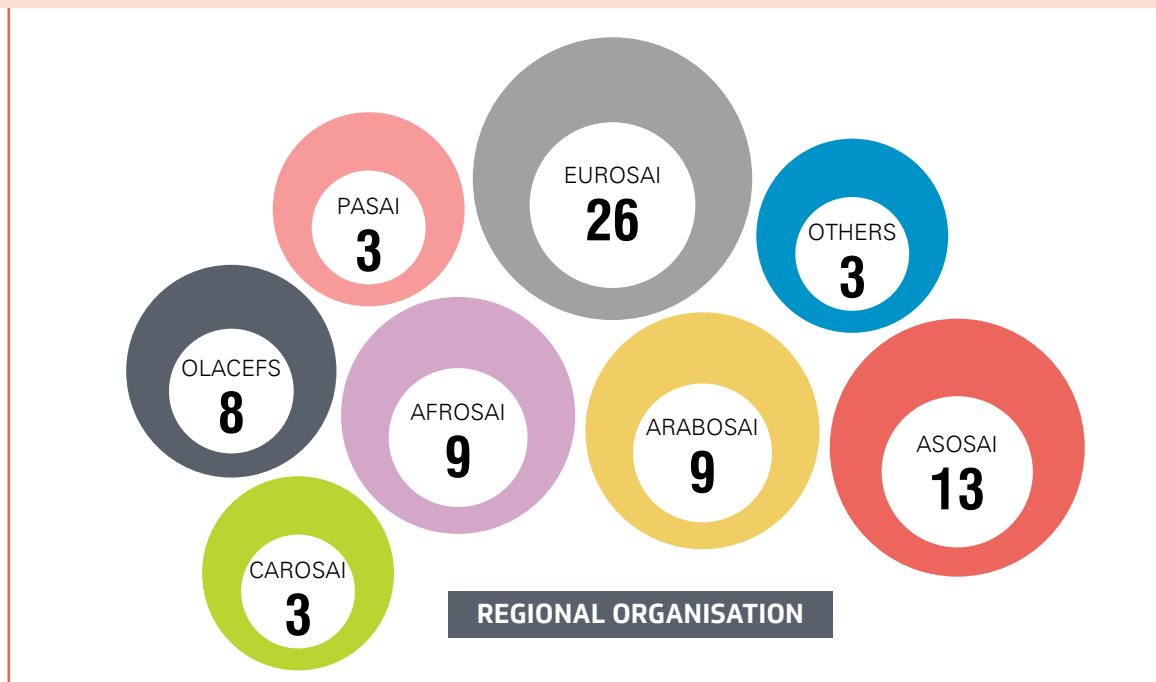 EUROSAI
26
PASAI
3
OTHERS
3
OLACEFS
8
AFROSAI
9
ARABOSAI
9
ASOSAI
13
CAROSAI
3
REGIONAL ORGANISATION